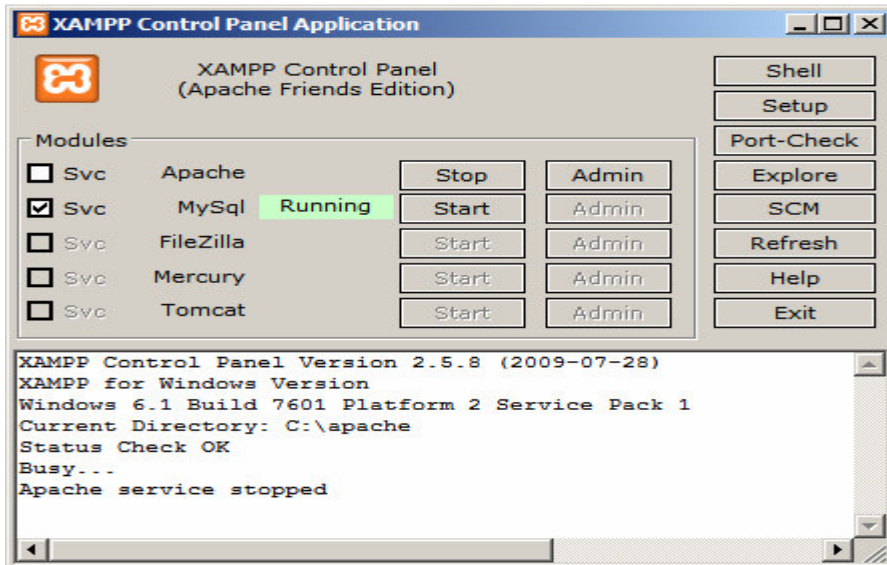 XAMPP Control Panel Application
XAMPP Control Panel
(Apache Friends Edition)
Shell
Setup
Port-Check
Explore
SCM
Refresh
Help
Exit
Modules
Svc Apache Stop Admin
Svc MySql Running Start Admin
Svc FileZilla Start Admin
Svc Mercury Start Admin
Svc Tomcat Start Admin
XAMPP Control Panel Version 2.5.8 (2009-07-28)
XAMPP for Windows Version
Windows 6.1 Build 7601 Platform 2 Service Pack 1
Current Directory: C:\apache
Status Check OK
Busy...
Apache service stopped